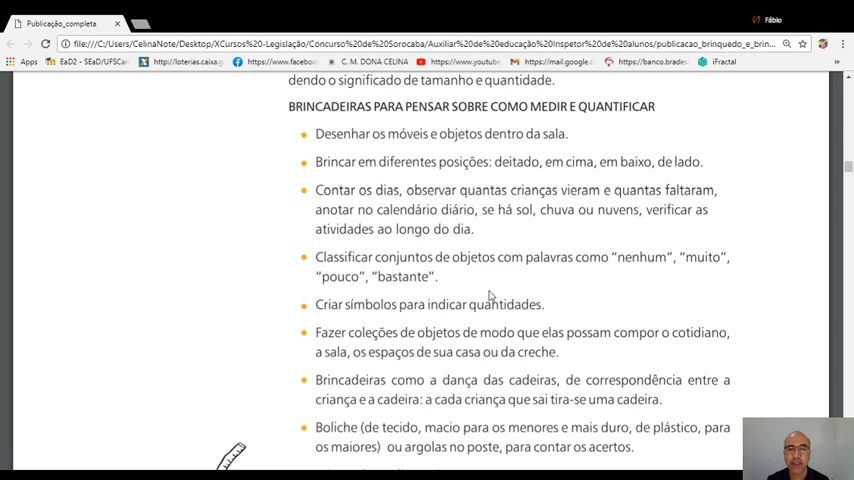 Publicação_completa
Fábio
file:///C:/Users/CelinaNote/Desktop/XCursos%20-Legislação/Concurso%20de%20Sorocaba/Auxiliar%20de%20educação%20Inspetor%20de%20alunos/publicacao_brinquedo_e_brin...
Apps
EaD2 - SEaD/UFSCar
http://loterias.caixa.g
https://www.facebook
C. M. DONA CELINA
https://www.youtube
https://mail.google.c
https://banco.brades
iFractal
dendo o significado de tamanho e quantidade.
BRINCADEIRAS PARA PENSAR SOBRE COMO MEDIR E QUANTIFICAR
Desenhar os móveis e objetos dentro da sala.
Brincar em diferentes posições: deitado, em cima, em baixo, de lado.
Contar os dias, observar quantas crianças vieram e quantas faltaram,
anotar no calendário diário, se há sol, chuva ou nuvens, verificar as
atividades ao longo do dia.
Classificar conjuntos de objetos com palavras como “nenhum”, “muito”,
“pouco”, “bastante”.
Criar símbolos para indicar quantidades.
Fazer coleções de objetos de modo que elas possam compor o cotidiano,
a sala, os espaços de sua casa ou da creche.
Brincadeiras como a dança das cadeiras, de correspondência entre a
criança e a cadeira: a cada criança que sai tira-se uma cadeira.
Boliche (de tecido, macio para os menores e mais duro, de plástico, para
os maiores) ou argolas no poste, para contar os acertos.